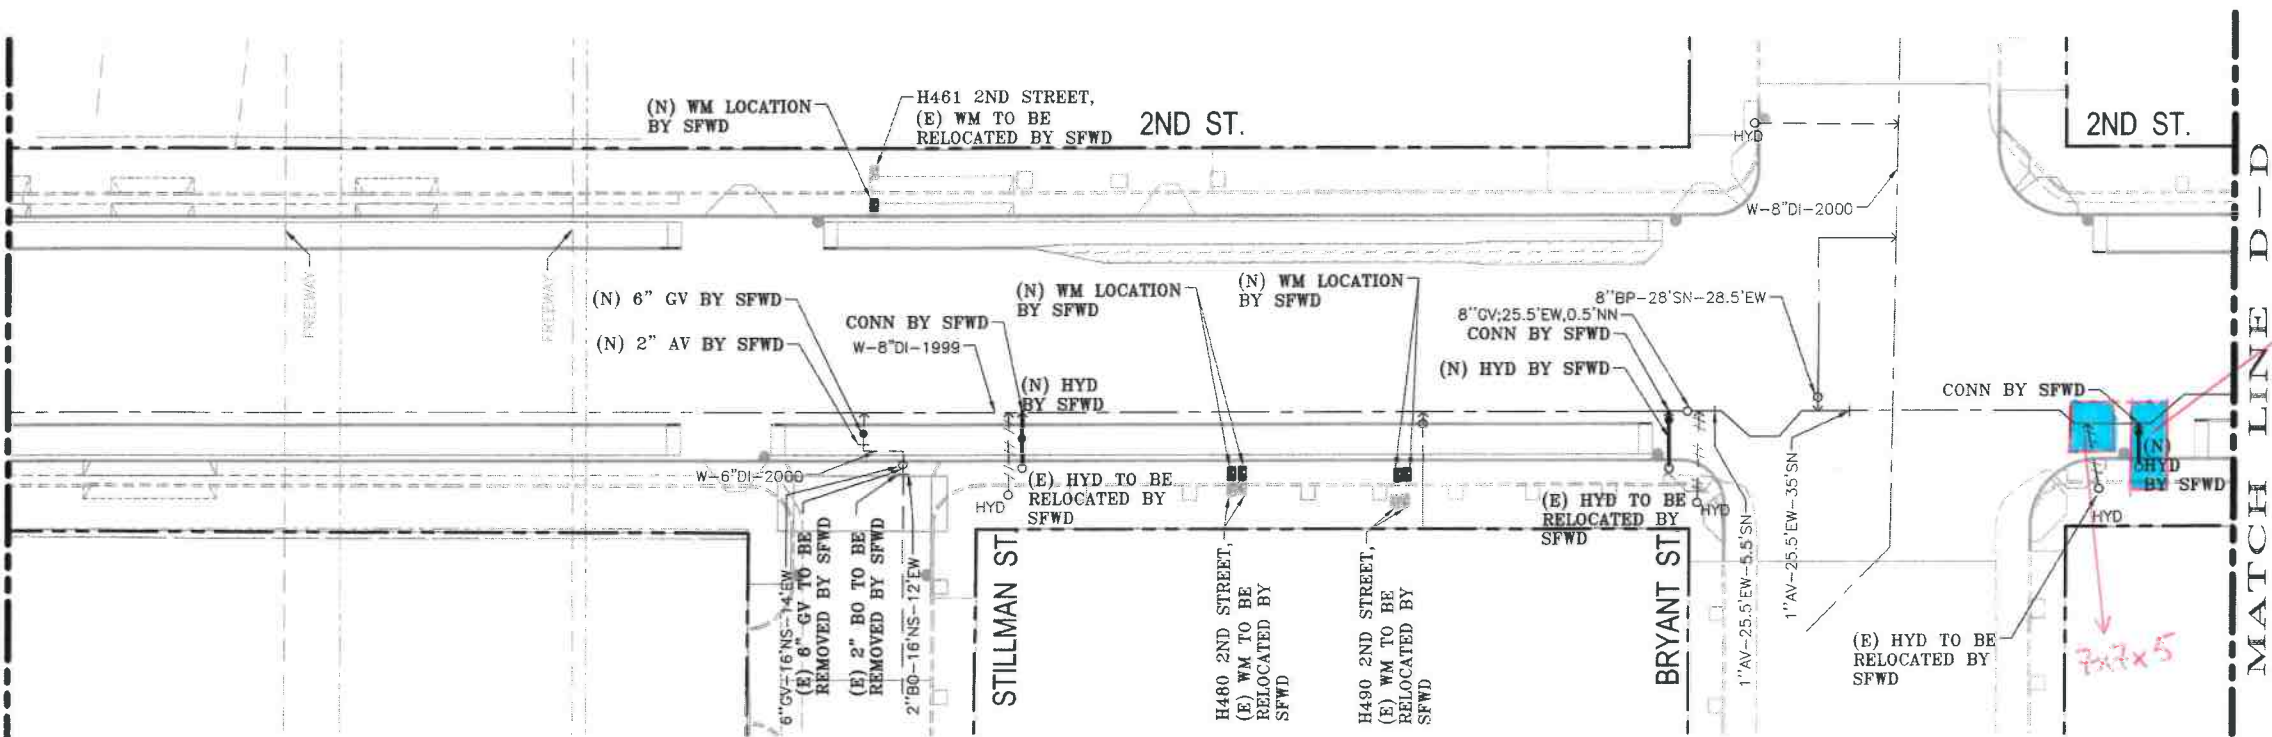 (N) WM LOCATION
BY SFWD
H461 2ND STREET,
(E) WM TO BE
RELOCATED BY SFWD
2ND ST.
HYD
2ND ST.
W-8"DI-2000
FREEWAY
FREEWAY
(N) 6" GV BY SFWD
(N) 2" AV BY SFWD
CONN BY SFWD
W-8"DI-1999
(N) HYD
BY SFWD
(N) WM LOCATION
BY SFWD
(N) WM LOCATION
BY SFWD
8"BP-28'SN-28.5'EW
8"GV;25.5'EW,0.5'NN
CONN BY SFWD
(N) HYD BY SFWD
CONN BY SFWD
(N)
HYD
BY SFWD
W-6"DI-2000
HYD
(E) HYD TO BE
RELOCATED BY
SFWD
(E) HYD TO BE
RELOCATED BY
SFWD
HYD
HYD
6"GV-16'NS-14'EW
(E) 6" GV TO BE
REMOVED BY SFWD
(E) 2" BO TO BE
REMOVED BY SFWD
2"BO-16'NS-12'EW
STILLMAN ST.
H480 2ND STREET,
(E) WM TO BE
RELOCATED BY
SFWD
H490 2ND STREET,
(E) WM TO BE
RELOCATED BY
SFWD
BRYANT ST.
1"AV-25.5'EW-5.5'SN
1"AV-25.5'EW-35'SN
(E) HYD TO BE
RELOCATED BY
SFWD
7x7x5
MATCH LINE D-D